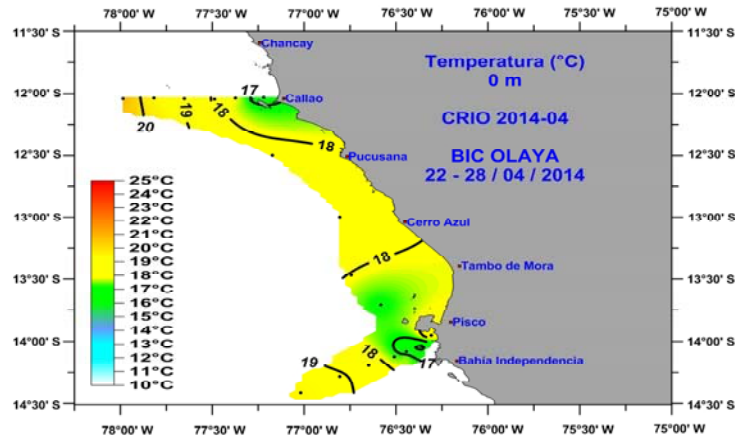 78°00' W 77°30' W 77°00' W 76°30' W 76°00' W 75°30' W 75°00' W
11°30' S 11°30' S
Chancay
Temperatura (°C)
0 m
12°00' S 12°00' S
17
Callao
20
19
18
CRIO 2014-04
18
12°30' S 12°30' S
Pucusana
BIC OLAYA
22 - 28 / 04 / 2014
25°C
24°C
23°C
22°C
21°C
20°C
19°C
18°C
17°C
16°C
15°C
14°C
13°C
12°C
11°C
10°C
13°00' S 13°00' S
Cerro Azul
18
Tambo de Mora
13°30' S 13°30' S
Pisco
14°00' S 14°00' S
19
18
17
Bahía Independencia
14°30' S 14°30' S
78°00' W 77°30' W 77°00' W 76°30' W 76°00' W 75°30' W 75°00' W